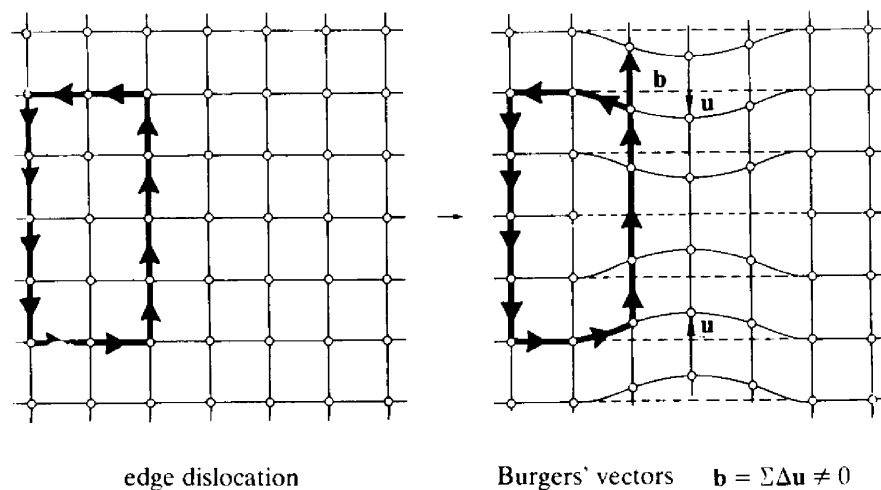 b
u
u
edge dislocation
Burgers' vectors b = ΣΔu ≠ 0